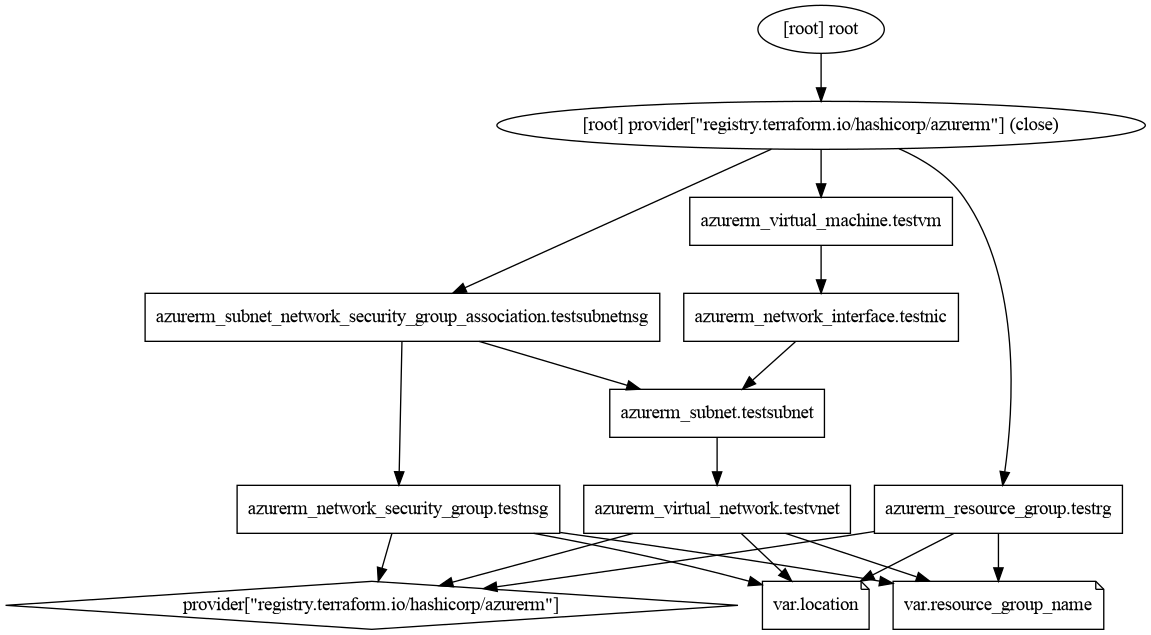 [root] root
[root] provider["registry.terraform.io/hashicorp/azurerm"] (close)
azurerm_virtual_machine.testvm
azurerm_subnet_network_security_group_association.testsubnetnsg
azurerm_network_interface.testnic
azurerm_subnet.testsubnet
azurerm_network_security_group.testnsg
azurerm_virtual_network.testvnet
azurerm_resource_group.testrg
provider["registry.terraform.io/hashicorp/azurerm"]
var.location
var.resource_group_name